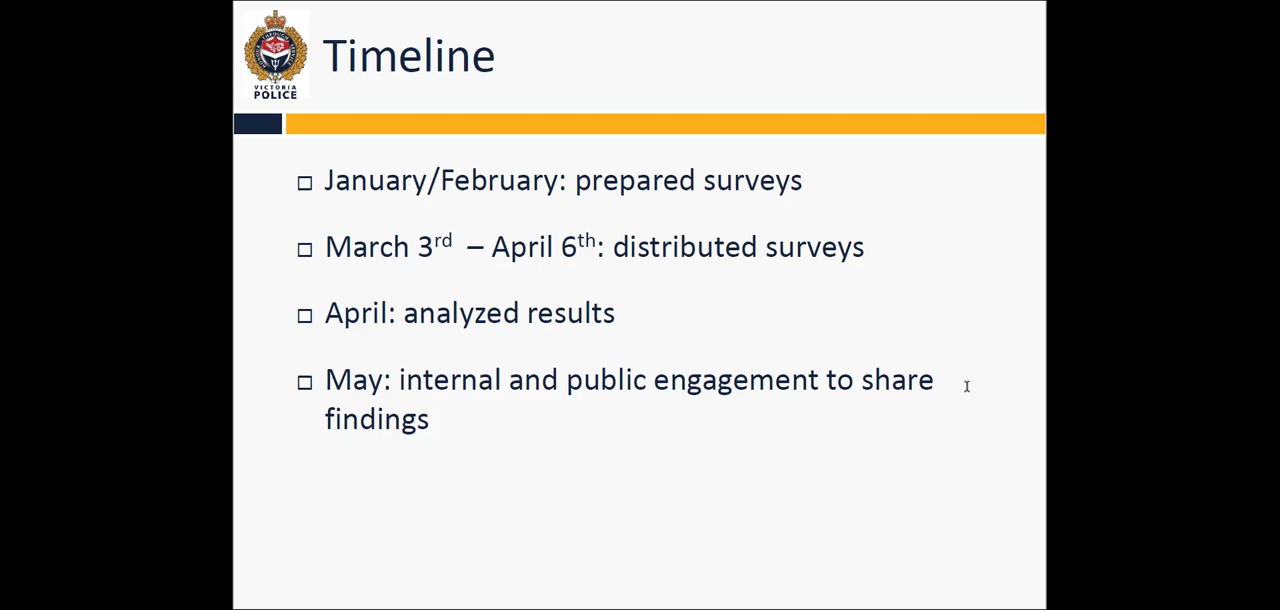 VICTORIA
POLICE
Timeline
January/February: prepared surveys
March 3rd – April 6th: distributed surveys
April: analyzed results
May: internal and public engagement to share
findings